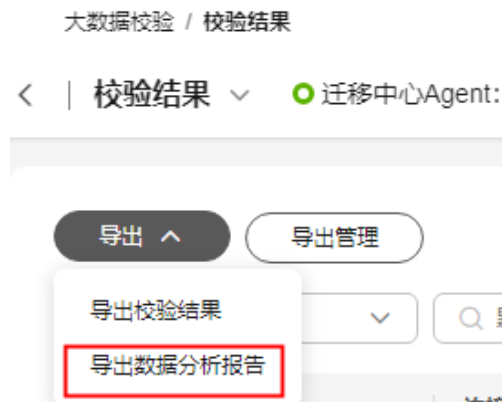 大数据校验 / 校验结果
校验结果
迁移中心Agent:
导出
导出管理
导出校验结果
导出数据分析报告